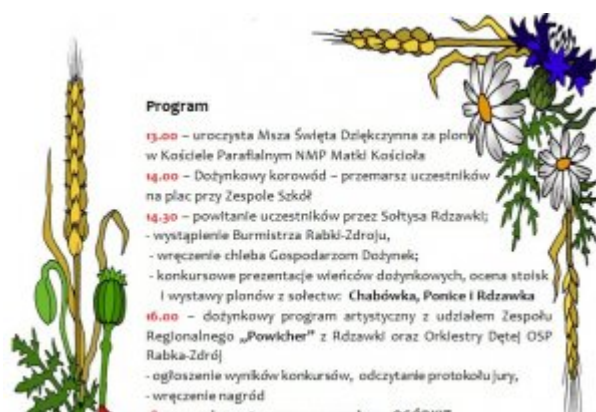 Program
13.00 – uroczysta Msza Święta Dziękczynna za plony
w Kościele Parafialnym NMP Matki Kościoła
14.00 – Dożynkowy korowód – przemarsz uczestników
na plac przy Zespole Szkół
14.30 – powitanie uczestników przez Sołtysa Rdzawki;
- wystąpienie Burmistrza Rabki-Zdroju,
- wręczenie chleba Gospodarzom Dożynek;
- konkursowe prezentacje wieńców dożynkowych, ocena stoisk
i wystawy plonów z sołectw: Chabówka, Ponice i Rdzawka
16.00 – dożynkowy program artystyczny z udziałem Zespołu
Regionalnego „Powicher” z Rdzawki oraz Orkiestry Dętej OSP
Rabka-Zdrój
- ogłoszenie wyników konkursów, odczytanie protokołu jury,
- wręczenie nagród